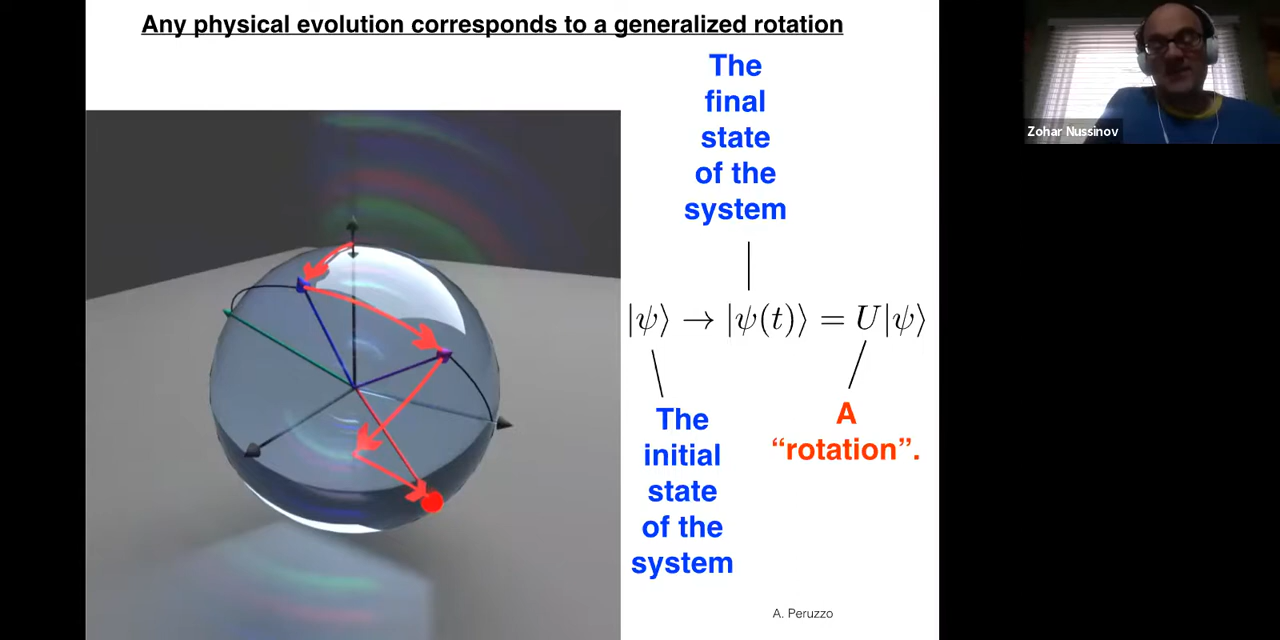 Any physical evolution corresponds to a generalized rotation
The
final
state
of the
system
|ψ⟩ → |ψ(t)⟩ = U|ψ⟩
The
initial
state
of the
system
A
“rotation”.
A. Peruzzo
Zohar Nussinov